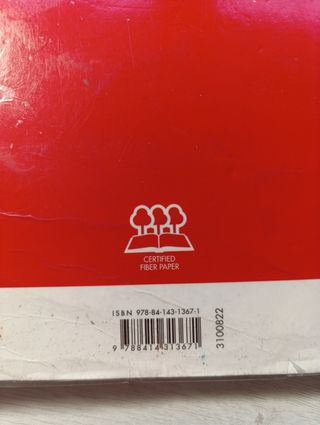 CERTIFIED
FIBER PAPER
ISBN 978-84-143-1367-1
9 788414 313671
3100822